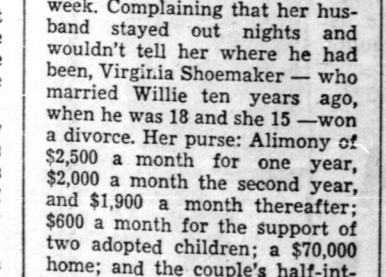 week. Complaining that her hus-
band stayed out nights and
wouldn't tell her where he had
been, Virginia Shoemaker — who
married Willie ten years ago,
when he was 18 and she 15 —won
a divorce. Her purse: Alimony of
$2,500 a month for one year,
$2,000 a month the second year,
and $1,900 a month thereafter;
$600 a month for the support of
two adopted children; a $70,000
home; and the couple's half-int-